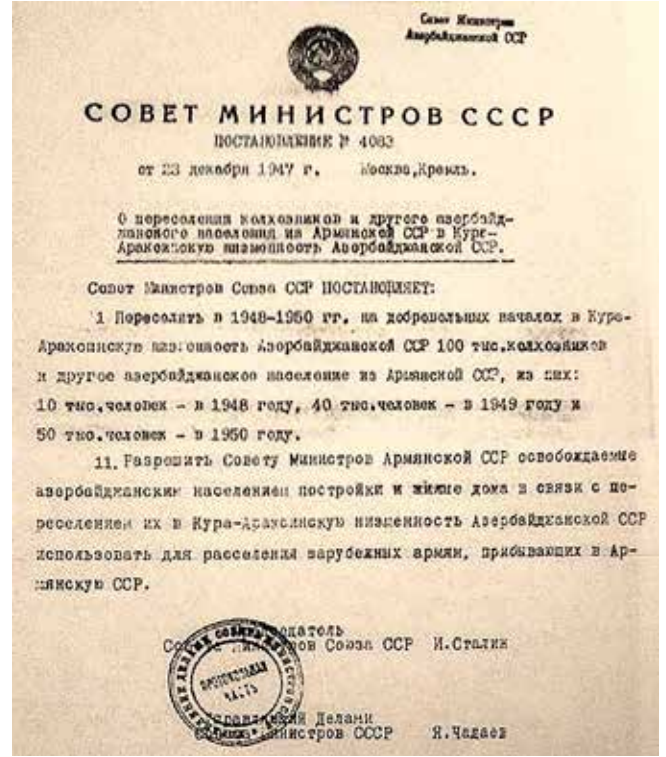 Совет Министров
Азербайджанской ССР
СОВЕТ МИНИСТРОВ СССР
ПОСТАНОВЛЕНИЕ № 4083
от 23 декабря 1947 г. Москва, Кремль.
О переселении колхозников и другого азербайд-
жанского населения из Армянской ССР в Кура-
Араксинскую низменность Азербайджанской ССР.
Совет Министров Союза ССР ПОСТАНОВЛЯЕТ:
1 Переселить в 1948-1950 гг. на добровольных началах в Кура-
Араксинскую низменность Азербайджанской ССР 100 тыс.колхозников
и другое азербайджанское население из Армянской ССР, из них:
10 тыс.человек - в 1948 году, 40 тыс.человек - в 1949 году и
50 тыс.человек - в 1950 году.
11. Разрешить Совету Министров Армянской ССР освобождаемые
азербайджанским населением постройки и жилые дома в связи с пе-
реселением их в Кура-Араксинскую низменность Азербайджанской ССР
использовать для расселения зарубежных армян, прибывающих в Ар-
мянскую ССР.
Министров Союза ССР И.Сталин
ПРОТОКОЛЬНАЯ
ЧАСТЬ
Делами
Министров СССР Я.Чадаев